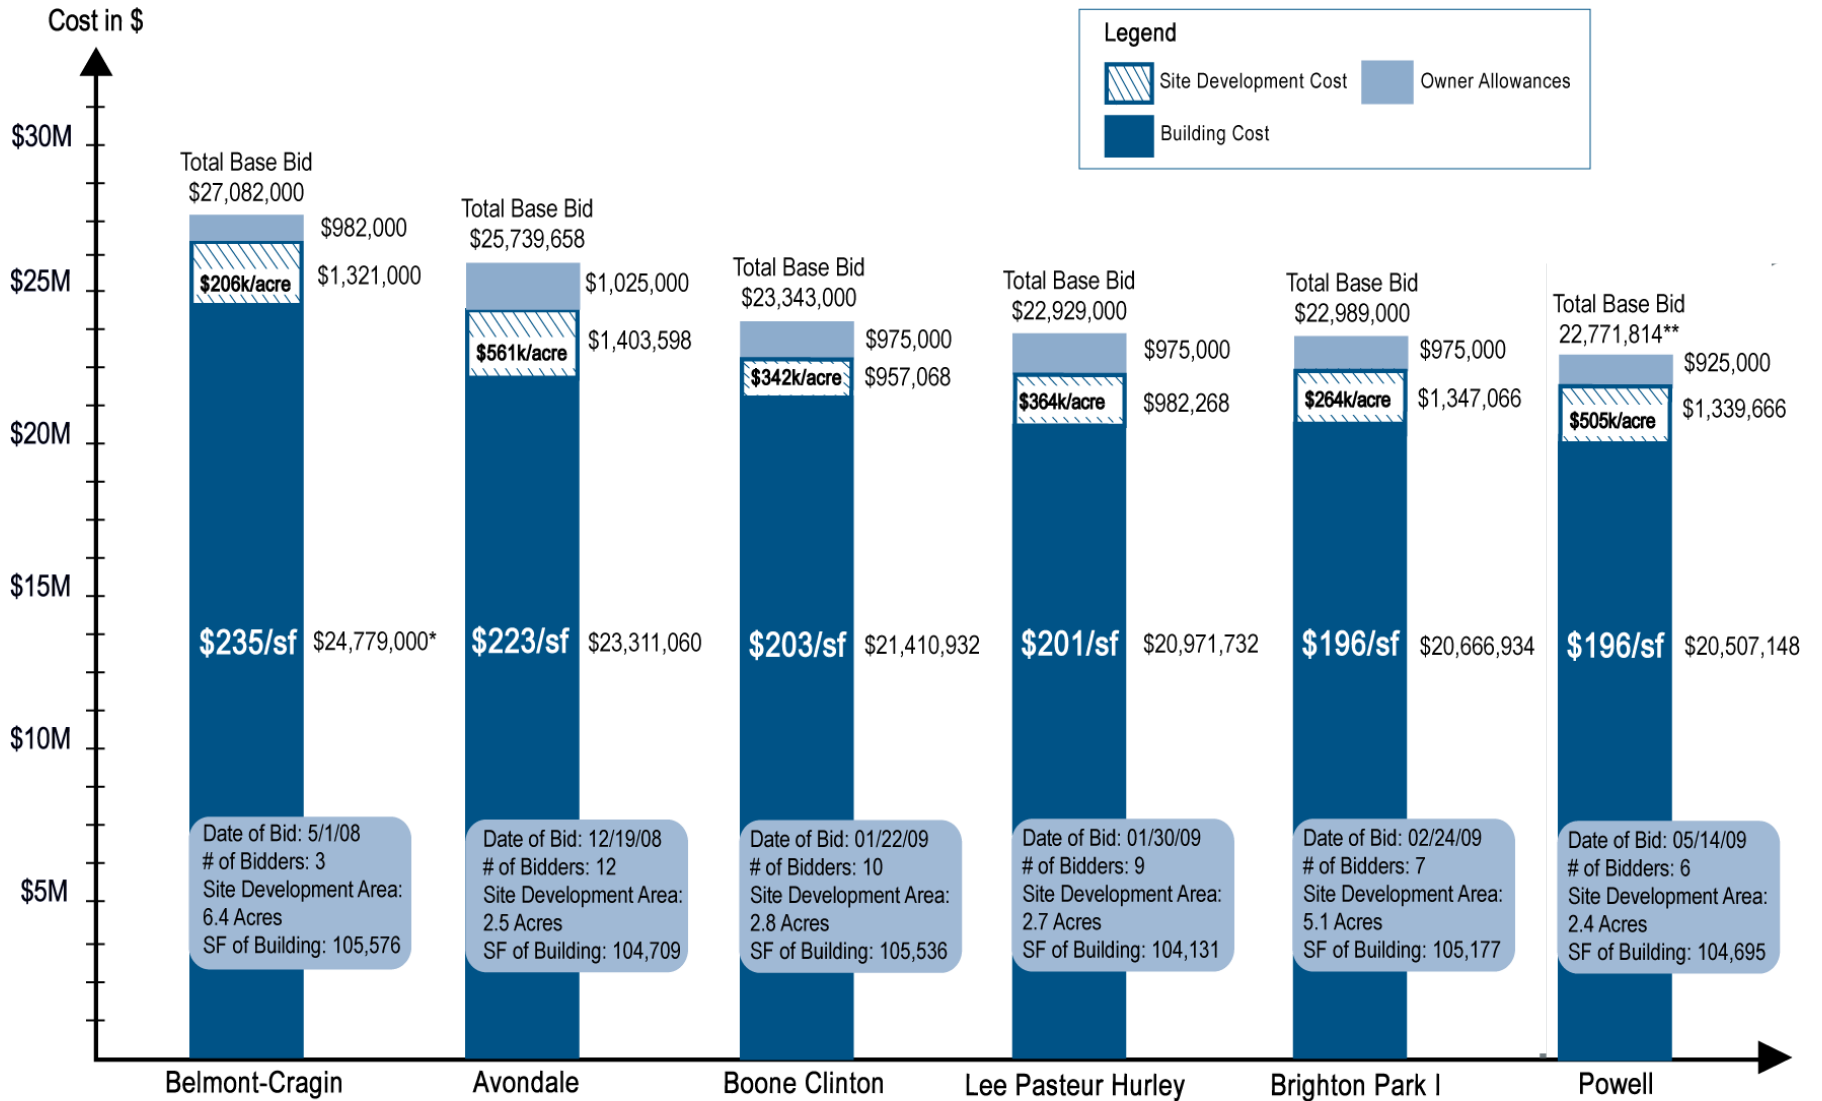 Cost in $
$30M
$25M
$20M
$15M
$10M
$5M
Legend
Site Development Cost
Owner Allowances
Building Cost
Total Base Bid
$27,082,000
$982,000
$206k/acre
$1,321,000
$235/sf
$24,779,000*
Date of Bid: 5/1/08
# of Bidders: 3
Site Development Area:
6.4 Acres
SF of Building: 105,576
Belmont-Cragin
Total Base Bid
$25,739,658
$1,025,000
$561k/acre
$1,403,598
$223/sf
$23,311,060
Date of Bid: 12/19/08
# of Bidders: 12
Site Development Area:
2.5 Acres
SF of Building: 104,709
Avondale
Total Base Bid
$23,343,000
$975,000
$342k/acre
$957,068
$203/sf
$21,410,932
Date of Bid: 01/22/09
# of Bidders: 10
Site Development Area:
2.8 Acres
SF of Building: 105,536
Boone Clinton
Total Base Bid
$22,929,000
$975,000
$364k/acre
$982,268
$201/sf
$20,971,732
Date of Bid: 01/30/09
# of Bidders: 9
Site Development Area:
2.7 Acres
SF of Building: 104,131
Lee Pasteur Hurley
Total Base Bid
$22,989,000
$975,000
$264k/acre
$1,347,066
$196/sf
$20,666,934
Date of Bid: 02/24/09
# of Bidders: 7
Site Development Area:
5.1 Acres
SF of Building: 105,177
Brighton Park I
Total Base Bid
22,771,814**
$925,000
$505k/acre
$1,339,666
$196/sf
$20,507,148
Date of Bid: 05/14/09
# of Bidders: 6
Site Development Area:
2.4 Acres
SF of Building: 104,695
Powell